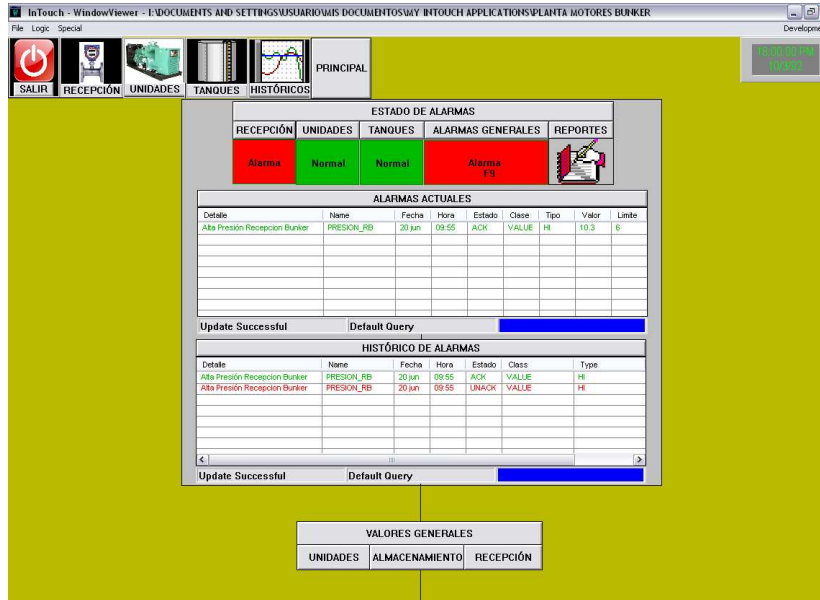 InTouch - WindowViewer - I:\DOCUMENTS AND SETTINGS\USUARIO\MIS DOCUMENTOS\MY INTOUCH APPLICATIONS\PLANTA MOTORES BUNKER
File Logic Special Developme
18:00:00 PM
PRINCIPAL
SALIR RECEPCIÓN UNIDADES TANQUES HISTÓRICOS
ESTADO DE ALARMAS
RECEPCIÓN UNIDADES TANQUES ALARMAS GENERALES REPORTES
Alarma Normal Normal Alarma
F9
ALARMAS ACTUALES
Detalle Name Fecha Hora Estado Clase Tipo Valor Limite
Alta Presión Recepcion Bunker PRESION_RB 20 jun 09:55 ACK VALUE HI 10.3 6
Update Successful Default Query
HISTÓRICO DE ALARMAS
Detalle Name Fecha Hora Estado Class Type
Alta Presión Recepcion Bunker PRESION_RB 20 jun 09:55 ACK VALUE HI
Alta Presión Recepcion Bunker PRESION_RB 20 jun 09:55 UNACK VALUE HI
Update Successful Default Query
VALORES GENERALES
UNIDADES ALMACENAMIENTO RECEPCIÓN